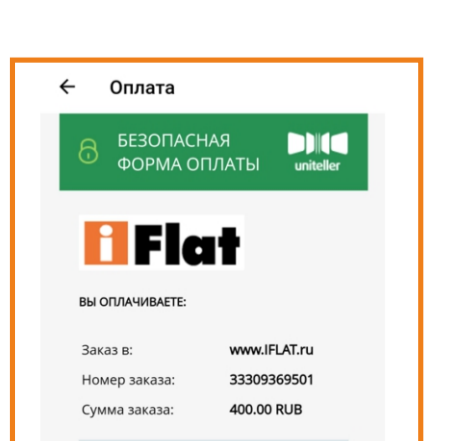 ← Оплата
БЕЗОПАСНАЯ
ФОРМА ОПЛАТЫ
uniteller
iFlat
ВЫ ОПЛАЧИВАЕТЕ:
Заказ в: www.IFLAT.ru
Номер заказа: 33309369501
Сумма заказа: 400.00 RUB